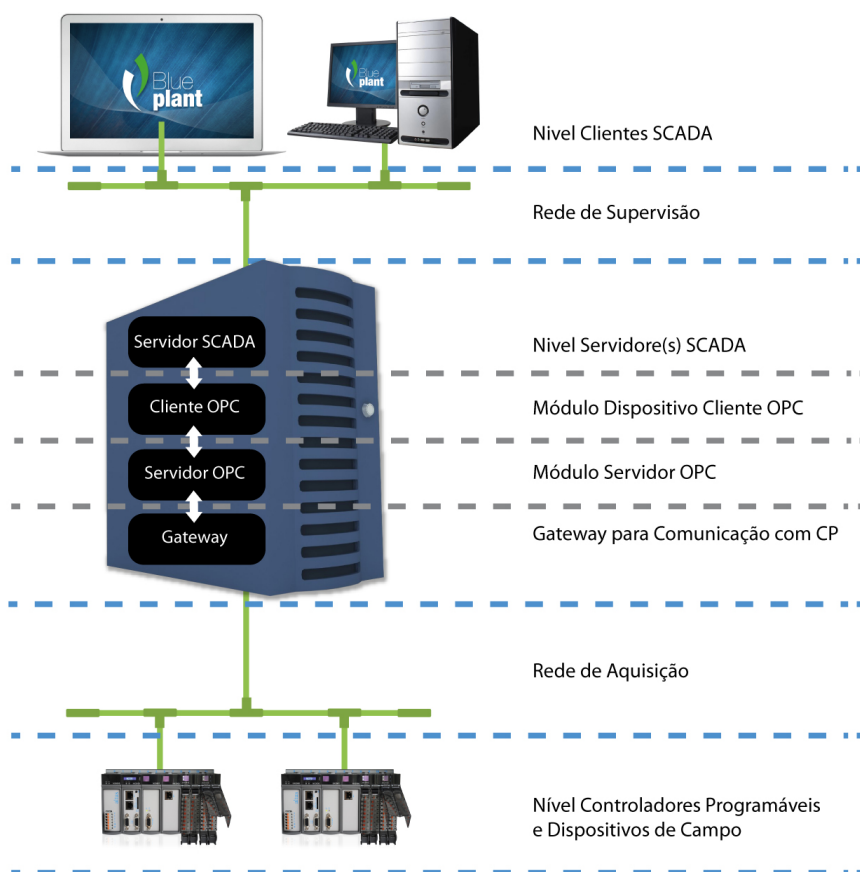 Blue
plant
Blue
plant
Nivel Clientes SCADA
Rede de Supervisão
Servidor SCADA
Nivel Servidore(s) SCADA
Cliente OPC
Módulo Dispositivo Cliente OPC
Servidor OPC
Módulo Servidor OPC
Gateway
Gateway para Comunicação com CP
Rede de Aquisição
Nível Controladores Programáveis
e Dispositivos de Campo